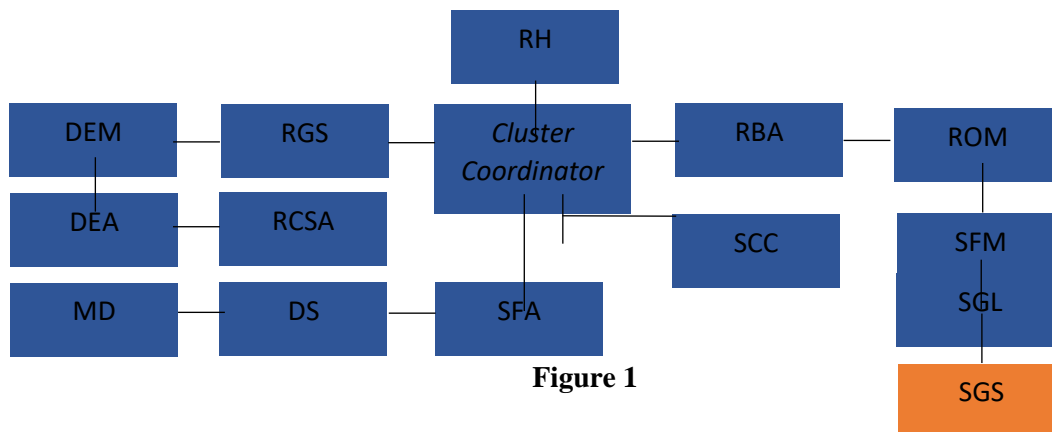 RH
DEM
RGS
Cluster
Coordinator
RBA
ROM
DEA
RCSA
SCC
SFM
MD
DS
SFA
SGL
Figure 1
SGS